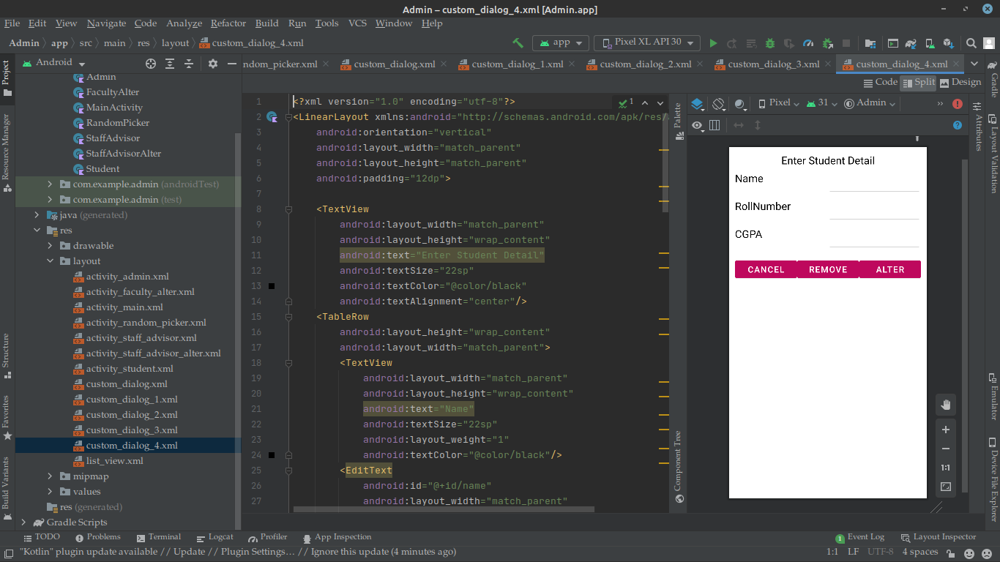 Admin – custom_dialog_4.xml [Admin.app]
File Edit View Navigate Code Analyze Refactor Build Run Tools VCS Window Help
Admin app src main res layout custom_dialog_4.xml
app Pixel XL API 30
Android
ndom_picker.xml custom_dialog.xml custom_dialog_1.xml custom_dialog_2.xml custom_dialog_3.xml custom_dialog_4.xml
Code Split Design
Project
Resource Manager
Structure
Favorites
Build Variants
Admin
FacultyAlter
MainActivity
RandomPicker
StaffAdvisor
StaffAdvisorAlter
Student
com.example.admin (androidTest)
com.example.admin (test)
java (generated)
res
drawable
layout
activity_admin.xml
activity_faculty_alter.xml
activity_main.xml
activity_random_picker.xml
activity_staff_advisor.xml
activity_staff_advisor_alter.xml
activity_student.xml
custom_dialog.xml
custom_dialog_1.xml
custom_dialog_2.xml
custom_dialog_3.xml
custom_dialog_4.xml
list_view.xml
mipmap
values
res (generated)
Gradle Scripts
1 <?xml version="1.0" encoding="utf-8"?>
2 <LinearLayout xmlns:android="http://schemas.android.com/apk/res/
3 android:orientation="vertical"
4 android:layout_width="match_parent"
5 android:layout_height="match_parent"
6 android:padding="12dp">
7
8 <TextView
9 android:layout_width="match_parent"
10 android:layout_height="wrap_content"
11 android:text="Enter Student Detail"
12 android:textSize="22sp"
13 android:textColor="@color/black"
14 android:textAlignment="center"/>
15 <TableRow
16 android:layout_height="wrap_content"
17 android:layout_width="match_parent">
18 <TextView
19 android:layout_width="match_parent"
20 android:layout_height="wrap_content"
21 android:text="Name"
22 android:textSize="22sp"
23 android:layout_weight="1"
24 android:textColor="@color/black"/>
25 <EditText
26 android:id="@+id/name"
27 android:layout_width="match_parent"
1
Palette
Component Tree
Pixel 31 Admin »
Enter Student Detail
Name
RollNumber
CGPA
CANCEL REMOVE ALTER
1:1
Attributes
Gradle
Layout Validation
Emulator
Device File Explorer
TODO Problems Terminal Logcat Profiler App Inspection 1 Event Log Layout Inspector
"Kotlin" plugin update available // Update // Plugin Settings... // Ignore this update (4 minutes ago) 1:1 LF UTF-8 4 spaces